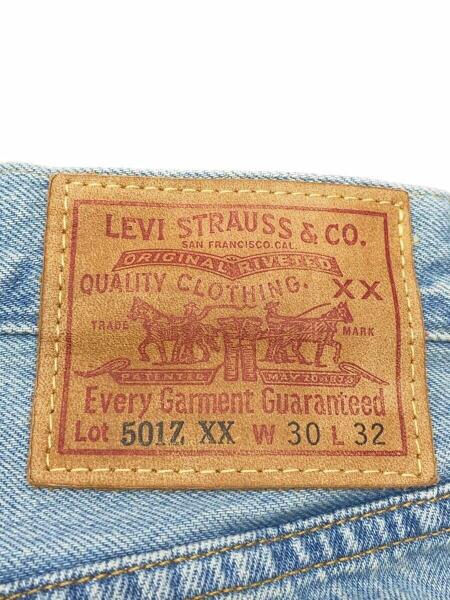 LEVI STRAUSS & CO.
SAN FRANCISCO, CAL.
ORIGINAL RIVETED
QUALITY CLOTHING. XX
TRADE MARK
PATENTED MAY 20 1873
Every Garment Guaranteed
Lot 501Z XX W 30 L 32